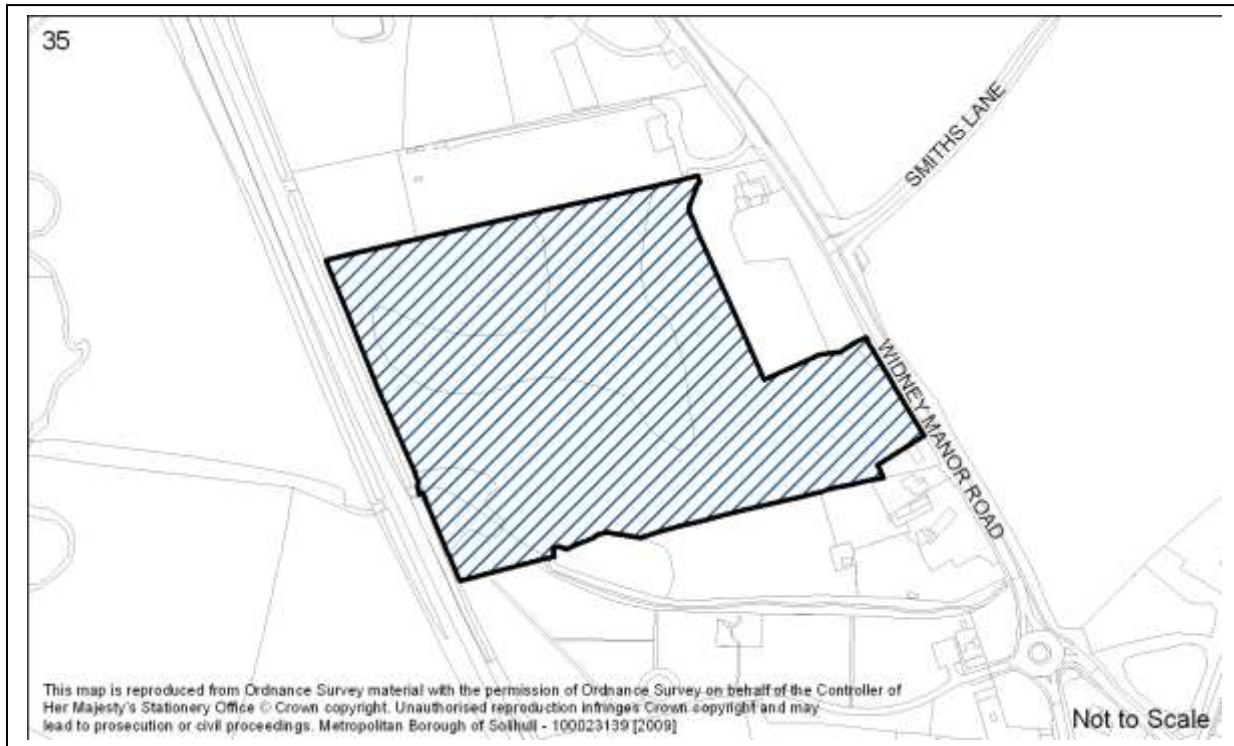 35
SMITHS LANE
WIDNEY MANOR ROAD
This map is reproduced from Ordnance Survey material with the permission of Ordnance Survey on behalf of the Controller of
Her Majesty's Stationery Office © Crown copyright. Unauthorised reproduction infringes Crown copyright and may
lead to prosecution or civil proceedings. Metropolitan Borough of Solihull - 100023139 [2009]
Not to Scale